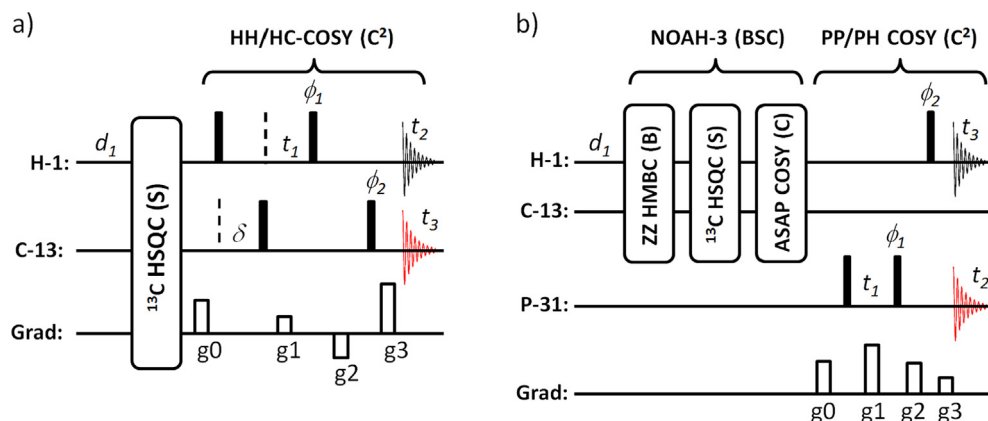 a)
HH/HC-COSY (C²)
ϕ1
d1
t1
t2
H-1:
ϕ2
δ
t3
C-13:
¹³C HSQC (S)
Grad:
g0 g1 g2 g3
b)
NOAH-3 (BSC) PP/PH COSY (C²)
ϕ2
d1
t3
H-1:
ZZ HMBC (B)
¹³C HSQC (S)
ASAP COSY (C)
C-13:
ϕ1
t1
t2
P-31:
Grad:
g0 g1 g2 g3